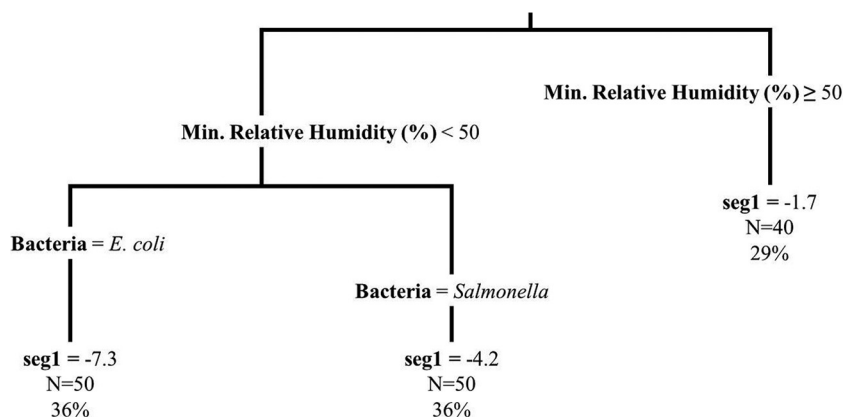 Min. Relative Humidity (%) ≥ 50
Min. Relative Humidity (%) < 50
seg1 = -1.7
N=40
29%
Bacteria = E. coli
Bacteria = Salmonella
seg1 = -7.3
N=50
36%
seg1 = -4.2
N=50
36%